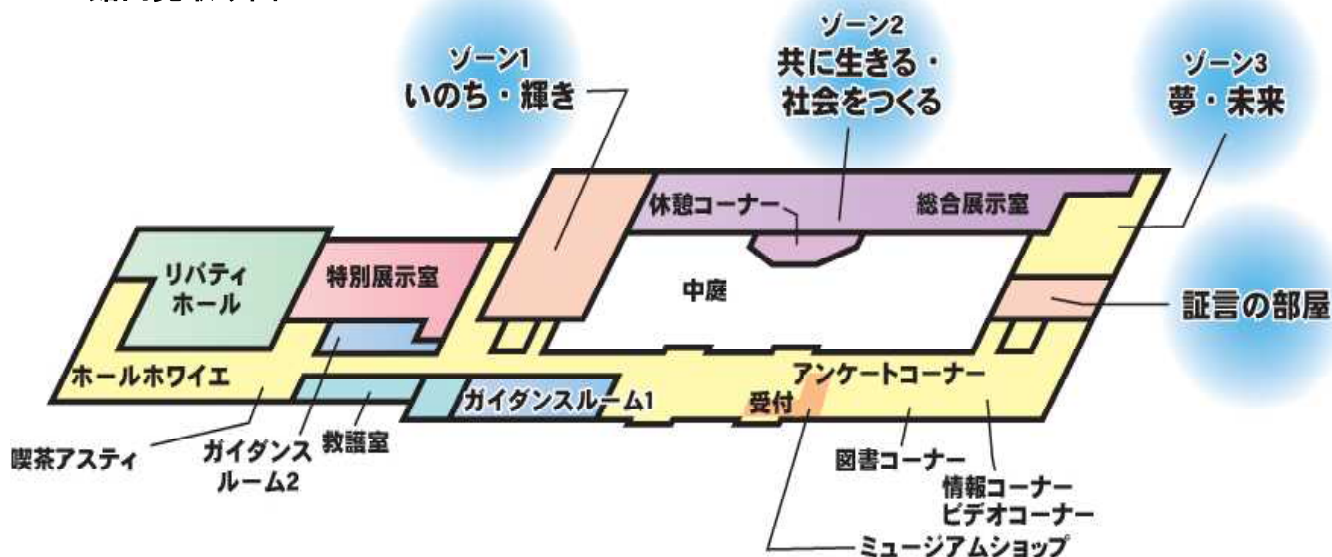 ゾーン1
いのち・輝き
ゾーン2
共に生きる・
社会をつくる
ゾーン3
夢・未来
休憩コーナー
総合展示室
リバティ
ホール
特別展示室
中庭
証言の部屋
ホールホワイエ
ガイダンスルーム1
受付
アンケートコーナー
喫茶アスティ
ガイダンス
ルーム2
救護室
図書コーナー
情報コーナー
ビデオコーナー
ミュージアムショップ